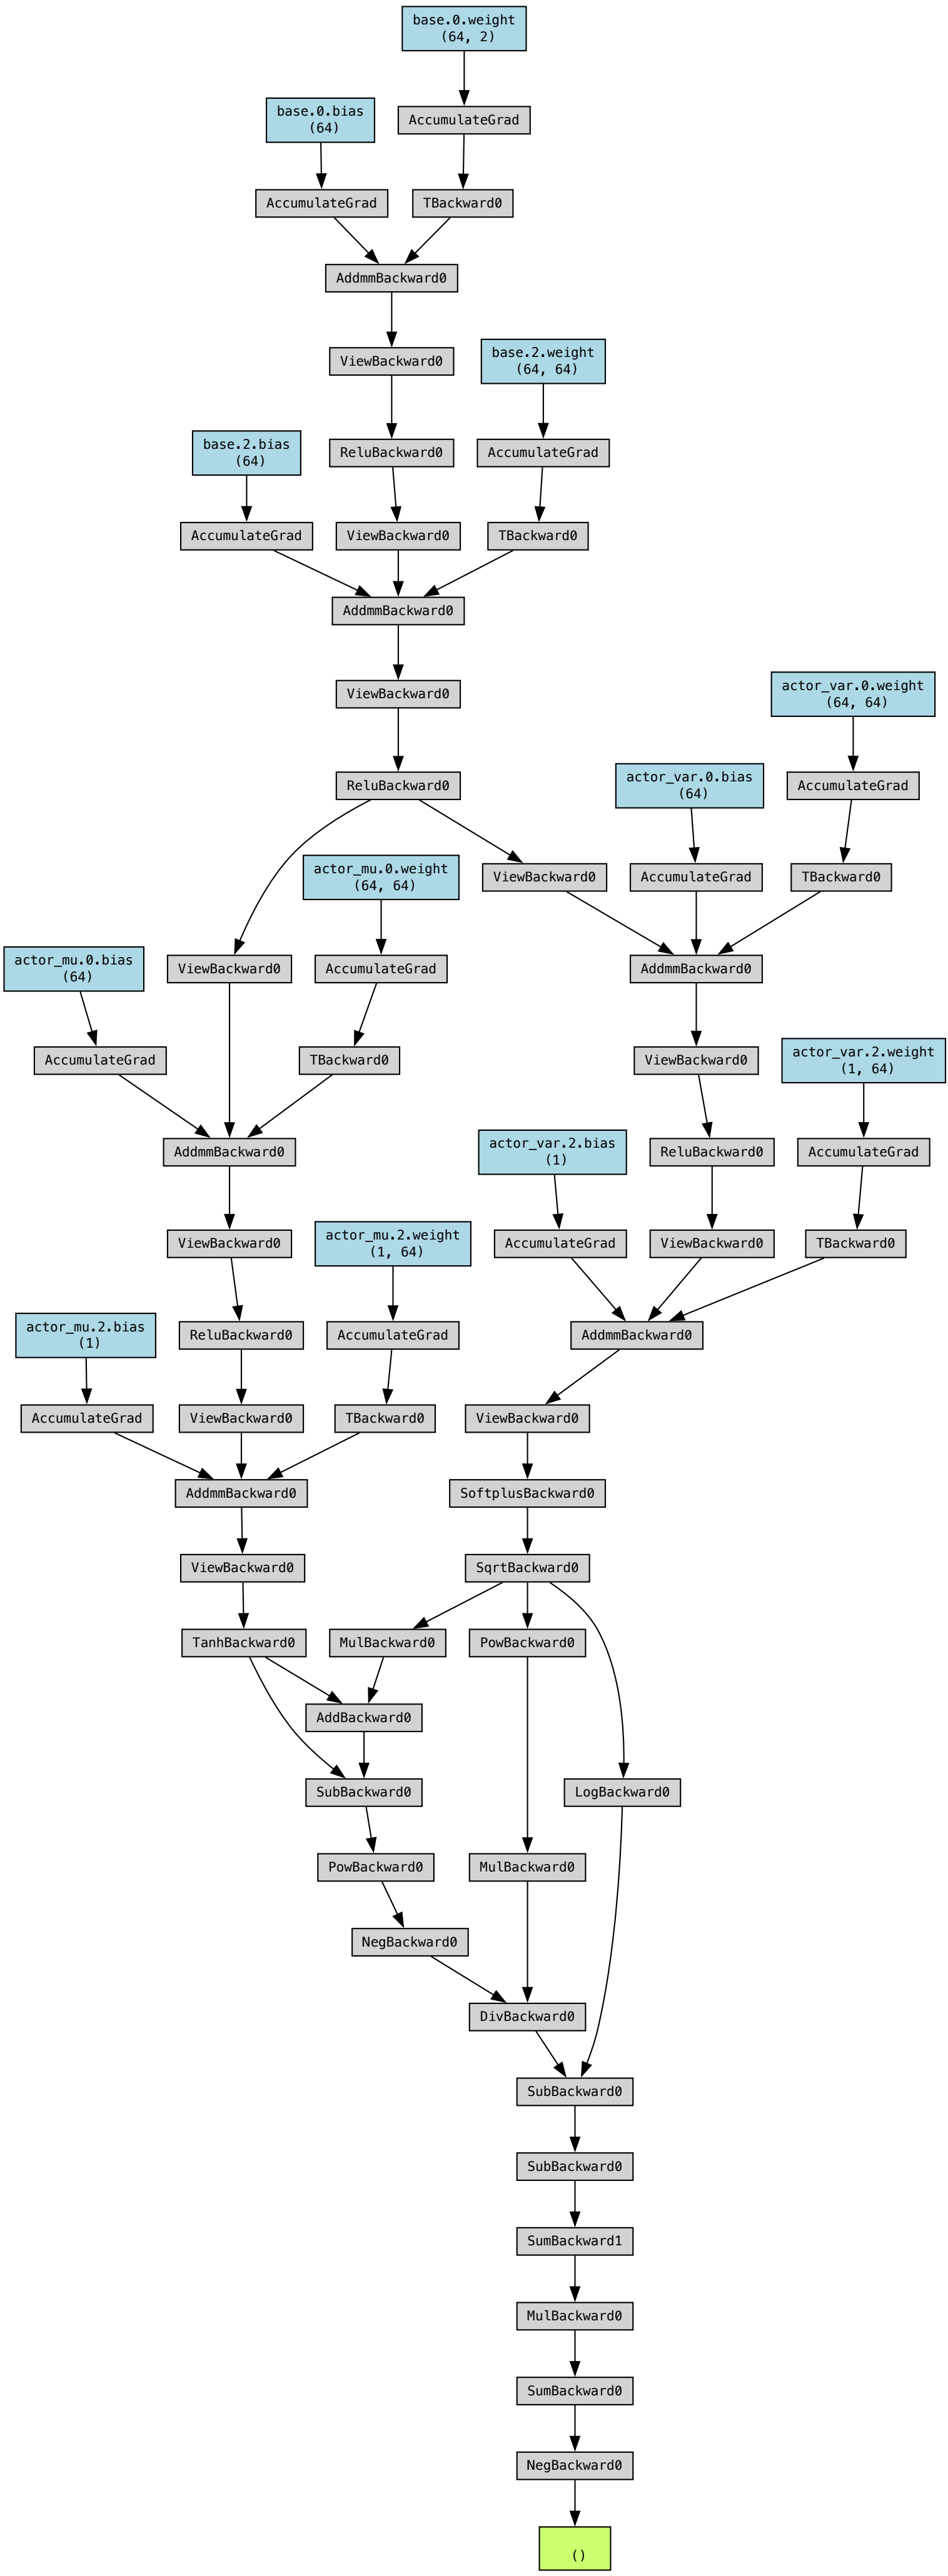 base.0.weight
(64, 2)
base.0.bias
(64)
AccumulateGrad
AccumulateGrad
TBackward0
AddmmBackward0
ViewBackward0
base.2.weight
(64, 64)
base.2.bias
(64)
ReluBackward0
AccumulateGrad
AccumulateGrad
ViewBackward0
TBackward0
AddmmBackward0
ViewBackward0
actor_var.0.weight
(64, 64)
ReluBackward0
actor_var.0.bias
(64)
AccumulateGrad
actor_mu.0.weight
(64, 64)
ViewBackward0
AccumulateGrad
TBackward0
actor_mu.0.bias
(64)
ViewBackward0
AccumulateGrad
AddmmBackward0
AccumulateGrad
TBackward0
ViewBackward0
actor_var.2.weight
(1, 64)
AddmmBackward0
actor_var.2.bias
(1)
ReluBackward0
AccumulateGrad
ViewBackward0
actor_mu.2.weight
(1, 64)
AccumulateGrad
ViewBackward0
TBackward0
actor_mu.2.bias
(1)
ReluBackward0
AccumulateGrad
AddmmBackward0
AccumulateGrad
ViewBackward0
TBackward0
ViewBackward0
AddmmBackward0
SoftplusBackward0
ViewBackward0
SqrtBackward0
TanhBackward0
MulBackward0
PowBackward0
AddBackward0
SubBackward0
LogBackward0
PowBackward0
MulBackward0
NegBackward0
DivBackward0
SubBackward0
SubBackward0
SumBackward1
MulBackward0
SumBackward0
NegBackward0
()